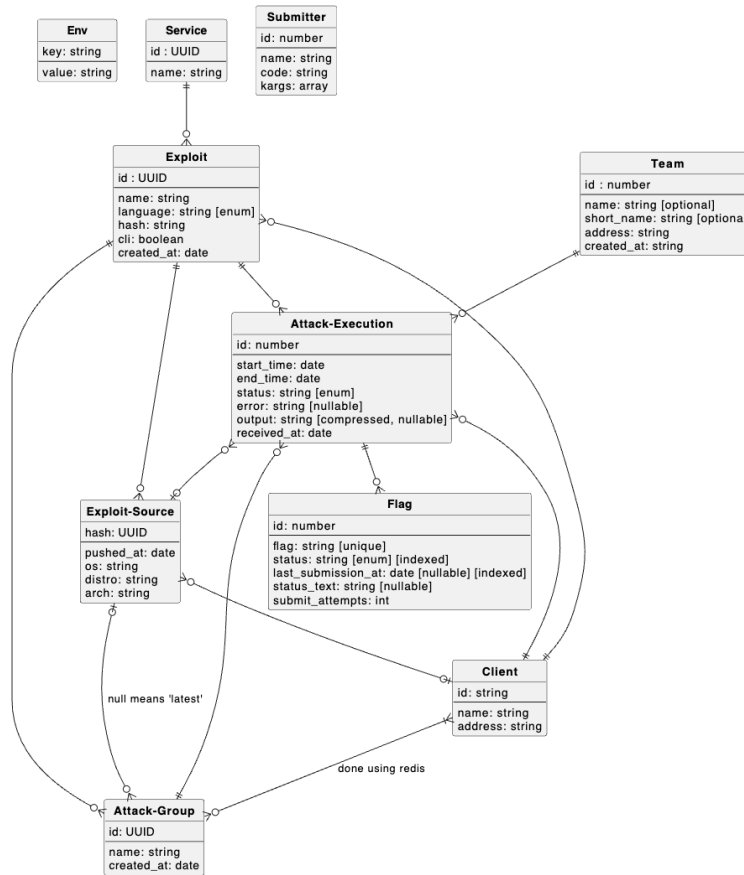 Env
key: string
value: string
Service
id : UUID
name: string
Submitter
id: number
name: string
code: string
kargs: array
Exploit
id : UUID
name: string
language: string [enum]
hash: string
cli: boolean
created_at: date
Team
id : number
name: string [optional]
short_name: string [optiona
address: string
created_at: string
Attack-Execution
id: number
start_time: date
end_time: date
status: string [enum]
error: string [nullable]
output: string [compressed, nullable]
received_at: date
Exploit-Source
hash: UUID
pushed_at: date
os: string
distro: string
arch: string
Flag
id: number
flag: string [unique]
status: string [enum] [indexed]
last_submission_at: date [nullable] [indexed]
status_text: string [nullable]
submit_attempts: int
Client
id: string
name: string
address: string
null means 'latest'
done using redis
Attack-Group
id: UUID
name: string
created_at: date